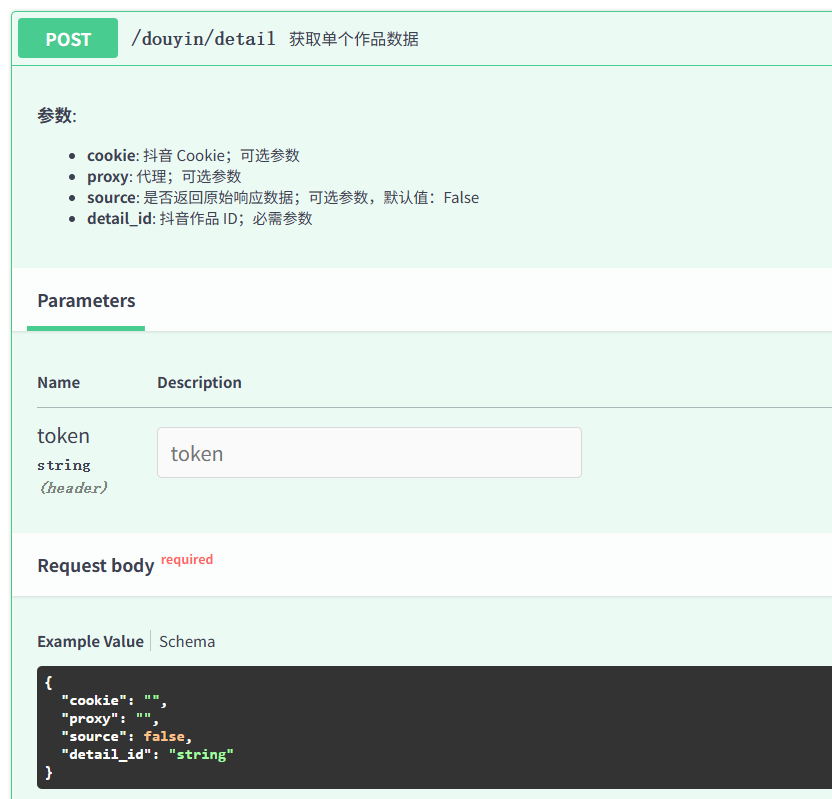 POST /douyin/detail 获取单个作品数据
参数:
cookie: 抖音 Cookie；可选参数
proxy: 代理；可选参数
source: 是否返回原始响应数据；可选参数，默认值：False
detail_id: 抖音作品 ID；必需参数
Parameters
Name Description
token token
string
(header)
Request body required
Example Value Schema
{
"cookie": "",
"proxy": "",
"source": false,
"detail_id": "string"
}